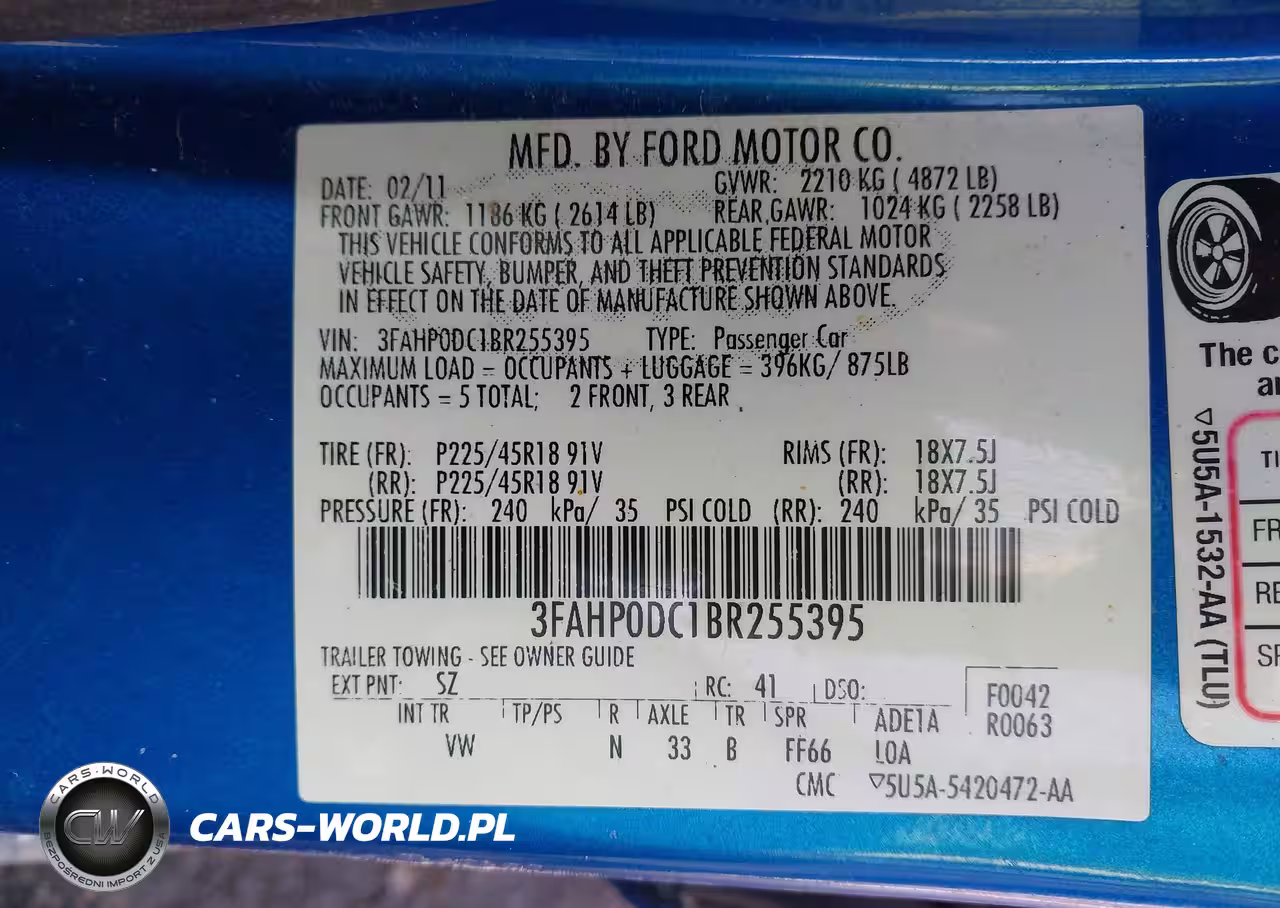 MFD. BY FORD MOTOR CO.
DATE: 02/11 GVWR: 2210 KG ( 4872 LB)
FRONT GAWR: 1186 KG ( 2614 LB) REAR GAWR: 1024 KG ( 2258 LB)
THIS VEHICLE CONFORMS TO ALL APPLICABLE FEDERAL MOTOR
VEHICLE SAFETY, BUMPER, AND THEFT PREVENTION STANDARDS
IN EFFECT ON THE DATE OF MANUFACTURE SHOWN ABOVE.
VIN: 3FAHP0DC1BR255395 TYPE: Passenger Car
MAXIMUM LOAD = OCCUPANTS + LUGGAGE = 396KG/ 875LB
OCCUPANTS = 5 TOTAL; 2 FRONT, 3 REAR
TIRE (FR): P225/45R18 91V RIMS (FR): 18X7.5J
(RR): P225/45R18 91V (RR): 18X7.5J
PRESSURE (FR): 240 kPa/ 35 PSI COLD (RR): 240 kPa/ 35 PSI COLD
3FAHP0DC1BR255395
TRAILER TOWING - SEE OWNER GUIDE
EXT PNT: SZ RC: 41 DSO:
F0042
INT TR TP/PS R AXLE TR SPR ADE1A R0063
VW N 33 B FF66 LOA
CMC ▽5U5A-5420472-AA
The c
a
▽5U5A-1532-AA (TLU)
TI
FR
RE
SP
CARS-WORLD
CW
BEZPOŚREDNI IMPORT Z USA
CARS-WORLD.PL